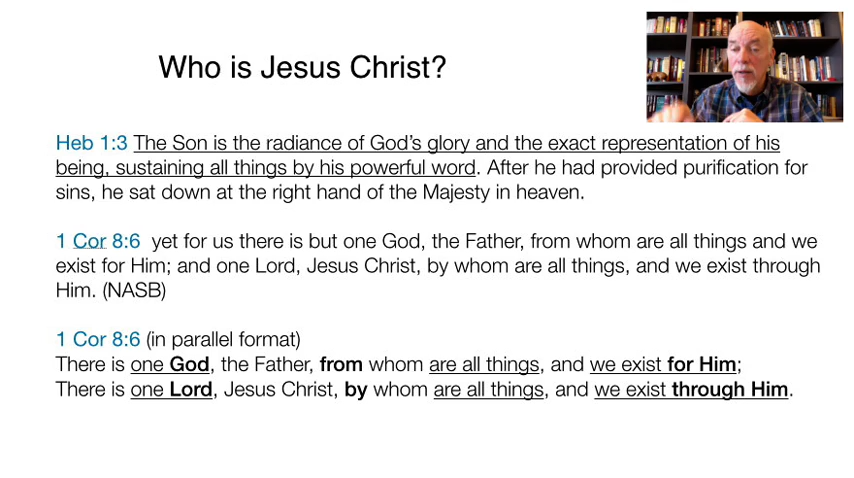 Who is Jesus Christ?
Heb 1:3 The Son is the radiance of God’s glory and the exact representation of his
being, sustaining all things by his powerful word. After he had provided purification for
sins, he sat down at the right hand of the Majesty in heaven.
1 Cor 8:6 yet for us there is but one God, the Father, from whom are all things and we
exist for Him; and one Lord, Jesus Christ, by whom are all things, and we exist through
Him. (NASB)
1 Cor 8:6 (in parallel format)
There is one God, the Father, from whom are all things, and we exist for Him;
There is one Lord, Jesus Christ, by whom are all things, and we exist through Him.